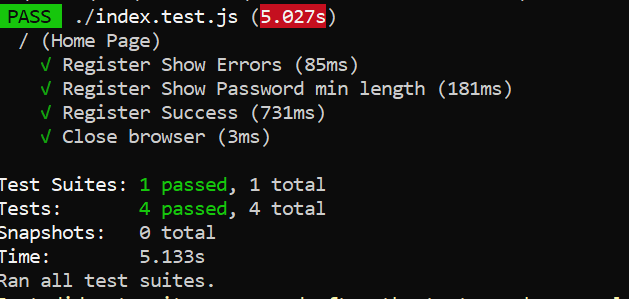 PASS ./index.test.js (5.027s)
/ (Home Page)
√ Register Show Errors (85ms)
√ Register Show Password min length (181ms)
√ Register Success (731ms)
√ Close browser (3ms)
Test Suites: 1 passed, 1 total
Tests: 4 passed, 4 total
Snapshots: 0 total
Time: 5.133s
Ran all test suites.